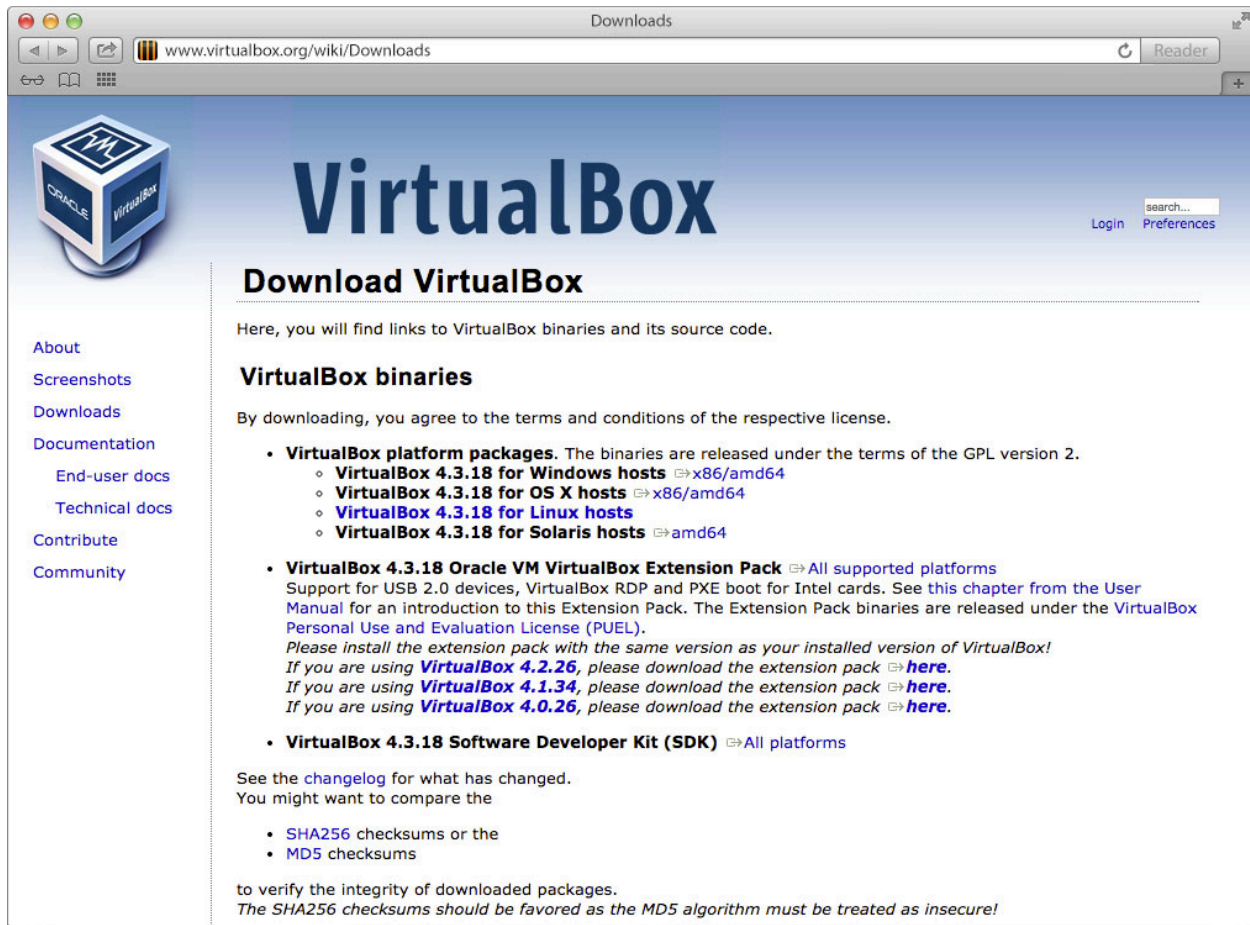 Downloads
www.virtualbox.org/wiki/Downloads
Reader
ORACLE
VirtualBox
VirtualBox
search...
Login Preferences
Download VirtualBox
Here, you will find links to VirtualBox binaries and its source code.
About
Screenshots
Downloads
Documentation
End-user docs
Technical docs
Contribute
Community
VirtualBox binaries
By downloading, you agree to the terms and conditions of the respective license.
• VirtualBox platform packages. The binaries are released under the terms of the GPL version 2.
◦ VirtualBox 4.3.18 for Windows hosts x86/amd64
◦ VirtualBox 4.3.18 for OS X hosts x86/amd64
◦ VirtualBox 4.3.18 for Linux hosts
◦ VirtualBox 4.3.18 for Solaris hosts amd64
• VirtualBox 4.3.18 Oracle VM VirtualBox Extension Pack All supported platforms
Support for USB 2.0 devices, VirtualBox RDP and PXE boot for Intel cards. See this chapter from the User
Manual for an introduction to this Extension Pack. The Extension Pack binaries are released under the VirtualBox
Personal Use and Evaluation License (PUEL).
Please install the extension pack with the same version as your installed version of VirtualBox!
If you are using VirtualBox 4.2.26, please download the extension pack here.
If you are using VirtualBox 4.1.34, please download the extension pack here.
If you are using VirtualBox 4.0.26, please download the extension pack here.
• VirtualBox 4.3.18 Software Developer Kit (SDK) All platforms
See the changelog for what has changed.
You might want to compare the
• SHA256 checksums or the
• MD5 checksums
to verify the integrity of downloaded packages.
The SHA256 checksums should be favored as the MD5 algorithm must be treated as insecure!